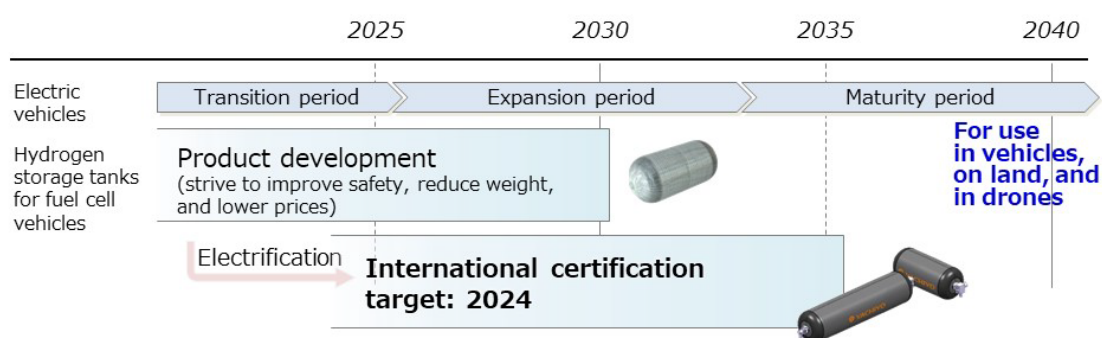 2025 2030 2035 2040
Electric
vehicles
Transition period Expansion period Maturity period
Hydrogen
storage tanks
for fuel cell
vehicles
Product development
(strive to improve safety, reduce weight,
and lower prices)
For use
in vehicles,
on land, and
in drones
Electrification
International certification
target: 2024